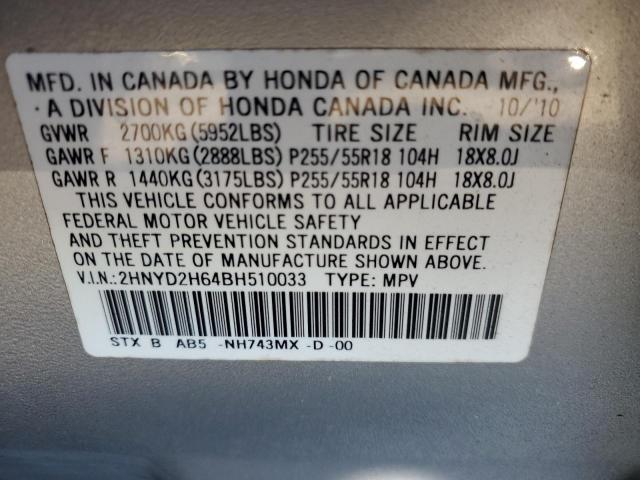 MFD. IN CANADA BY HONDA OF CANADA MFG.,
A DIVISION OF HONDA CANADA INC. 10/'10
GVWR 2700KG(5952LBS) TIRE SIZE RIM SIZE
GAWR F 1310KG(2888LBS) P255/55R18 104H 18X8.0J
GAWR R 1440KG(3175LBS) P255/55R18 104H 18X8.0J
THIS VEHICLE CONFORMS TO ALL APPLICABLE
FEDERAL MOTOR VEHICLE SAFETY
AND THEFT PREVENTION STANDARDS IN EFFECT
ON THE DATE OF MANUFACTURE SHOWN ABOVE.
V.I.N.:2HNYD2H64BH510033 TYPE: MPV
STX B AB5 -NH743MX -D -00